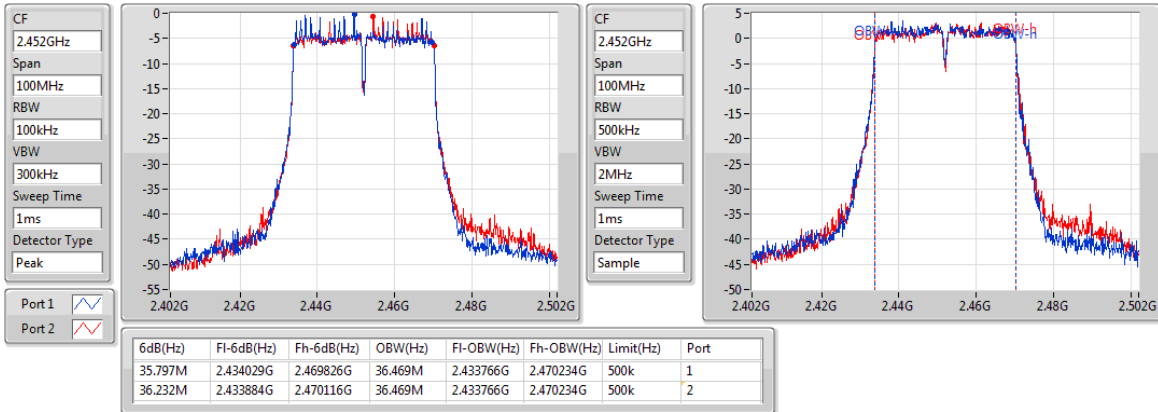 CF
2.452GHz
Span
100MHz
RBW
100kHz
VBW
300kHz
Sweep Time
1ms
Detector Type
Peak
Port 1
Port 2
0
-5
-10
-15
-20
-25
-30
-35
-40
-45
-50
-55
2.402G 2.42G 2.44G 2.46G 2.48G 2.502G
CF
2.452GHz
Span
100MHz
RBW
500kHz
VBW
2MHz
Sweep Time
1ms
Detector Type
Sample
5
0
-5
-10
-15
-20
-25
-30
-35
-40
-45
-50
OBW-h
2.402G 2.42G 2.44G 2.46G 2.48G 2.502G
6dB(Hz) Fl-6dB(Hz) Fh-6dB(Hz) OBW(Hz) Fl-OBW(Hz) Fh-OBW(Hz) Limit(Hz) Port
35.797M 2.434029G 2.469826G 36.469M 2.433766G 2.470234G 500k 1
36.232M 2.433884G 2.470116G 36.469M 2.433766G 2.470234G 500k 2